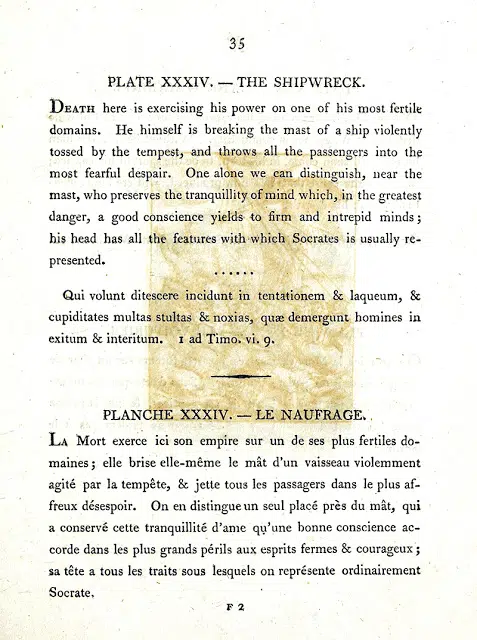 35
PLATE XXXIV. — THE SHIPWRECK.
DEATH here is exercising his power on one of his most fertile
domains. He himself is breaking the mast of a ship violently
tossed by the tempest, and throws all the passengers into the
most fearful despair. One alone we can distinguish, near the
mast, who preserves the tranquillity of mind which, in the greatest
danger, a good conscience yields to firm and intrepid minds;
his head has all the features with which Socrates is usually re-
presented.
......
Qui volunt ditescere incidunt in tentationem & laqueum, &
cupiditates multas stultas & noxias, quæ demergunt homines in
exitum & interitum. 1 ad Timo. vi. 9.
PLANCHE XXXIV. — LE NAUFRAGE.
LA Mort exerce ici son empire sur un de ses plus fertiles do-
maines; elle brise elle-même le mât d'un vaisseau violemment
agité par la tempête, & jette tous les passagers dans le plus af-
freux désespoir. On en distingue un seul placé près du mât, qui
a conservé cette tranquillité d'ame qu'une bonne conscience ac-
corde dans les plus grands périls aux esprits fermes & courageux;
sa tête a tous les traits sous lesquels on représente ordinairement
Socrate.
F 2